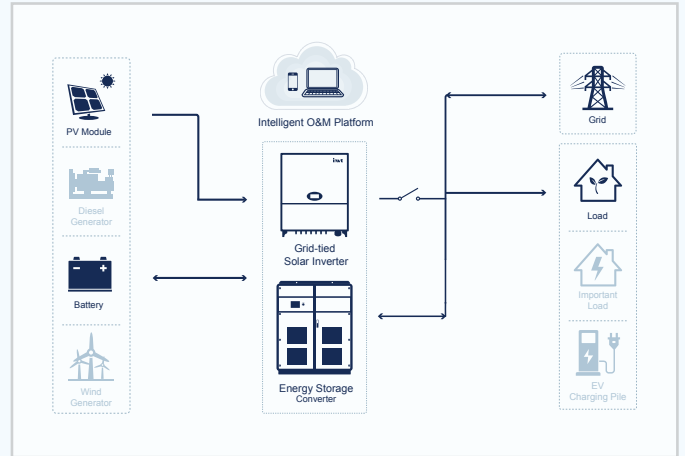 Intelligent O&M Platform
PV Module
Diesel
Generator
Battery
Wind
Generator
Grid-tied
Solar Inverter
Energy Storage
Converter
Grid
Load
Important
Load
EV
Charging Pile